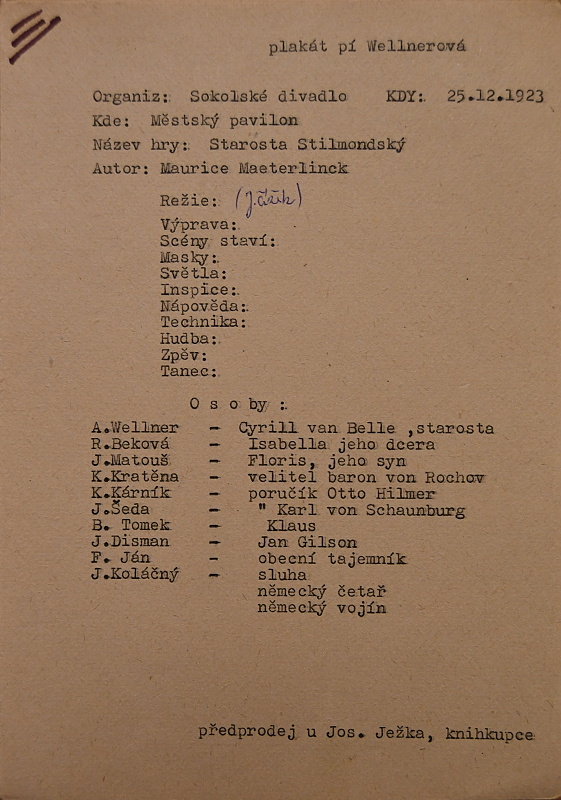 plakát pí Wellnerová
Organiz: Sokolské divadlo KDY: 25.12.1923
Kde: Městský pavilon
Název hry: Starosta Stilmondský
Autor: Maurice Maeterlinck
Režie:
Výprava:
Scény staví:
Masky:
Světla:
Inspice:
Nápověda:
Technika:
Hudba:
Zpěv:
Tanec:
O s o b y :
A.Wellner - Cyrill van Belle ,starosta
R.Beková - Isabella jeho dcera
J.Matouš - Floris, jeho syn
K.Kratěna - velitel baron von Rochov
K.Kárník - poručík Otto Hilmer
J.Šeda - " Karl von Schaunburg
B. Tomek - Klaus
J.Disman - Jan Gilson
F. Ján - obecní tajemník
J.Koláčný - sluha
německý četař
německý vojín
předprodej u Jos. Ježka, knihkupce